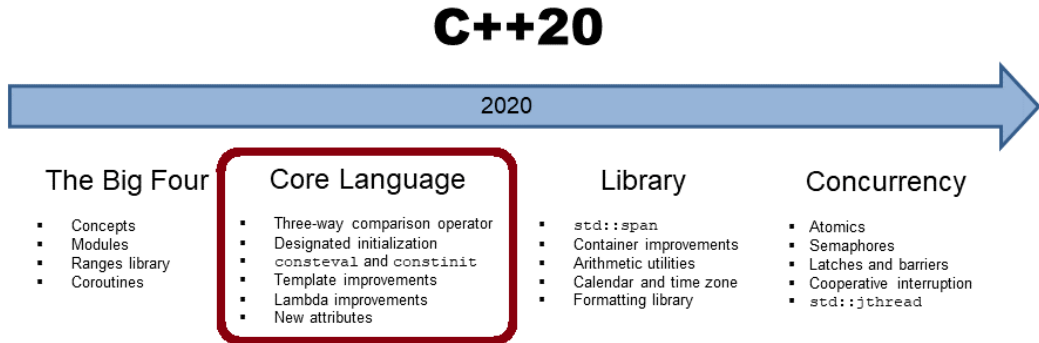 C++20
2020
The Big Four
▪ Concepts
▪ Modules
▪ Ranges library
▪ Coroutines
Core Language
▪ Three-way comparison operator
▪ Designated initialization
▪ consteval and constinit
▪ Template improvements
▪ Lambda improvements
▪ New attributes
Library
▪ std::span
▪ Container improvements
▪ Arithmetic utilities
▪ Calendar and time zone
▪ Formatting library
Concurrency
▪ Atomics
▪ Semaphores
▪ Latches and barriers
▪ Cooperative interruption
▪ std::jthread